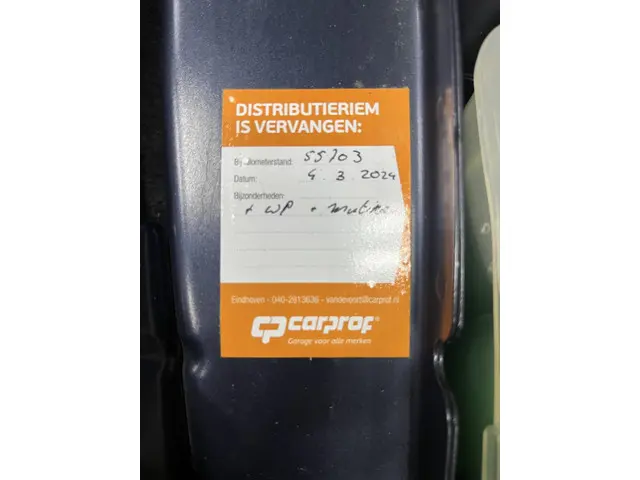 DISTRIBUTIERIEM
IS VERVANGEN:
Bij kilometerstand: 55703
Datum: 4.3.2024
Bijzonderheden:
+ WP +
Eindhoven - 040-2913636 - vandevoort@carprof.nl
carprof®
Garage voor alle merken